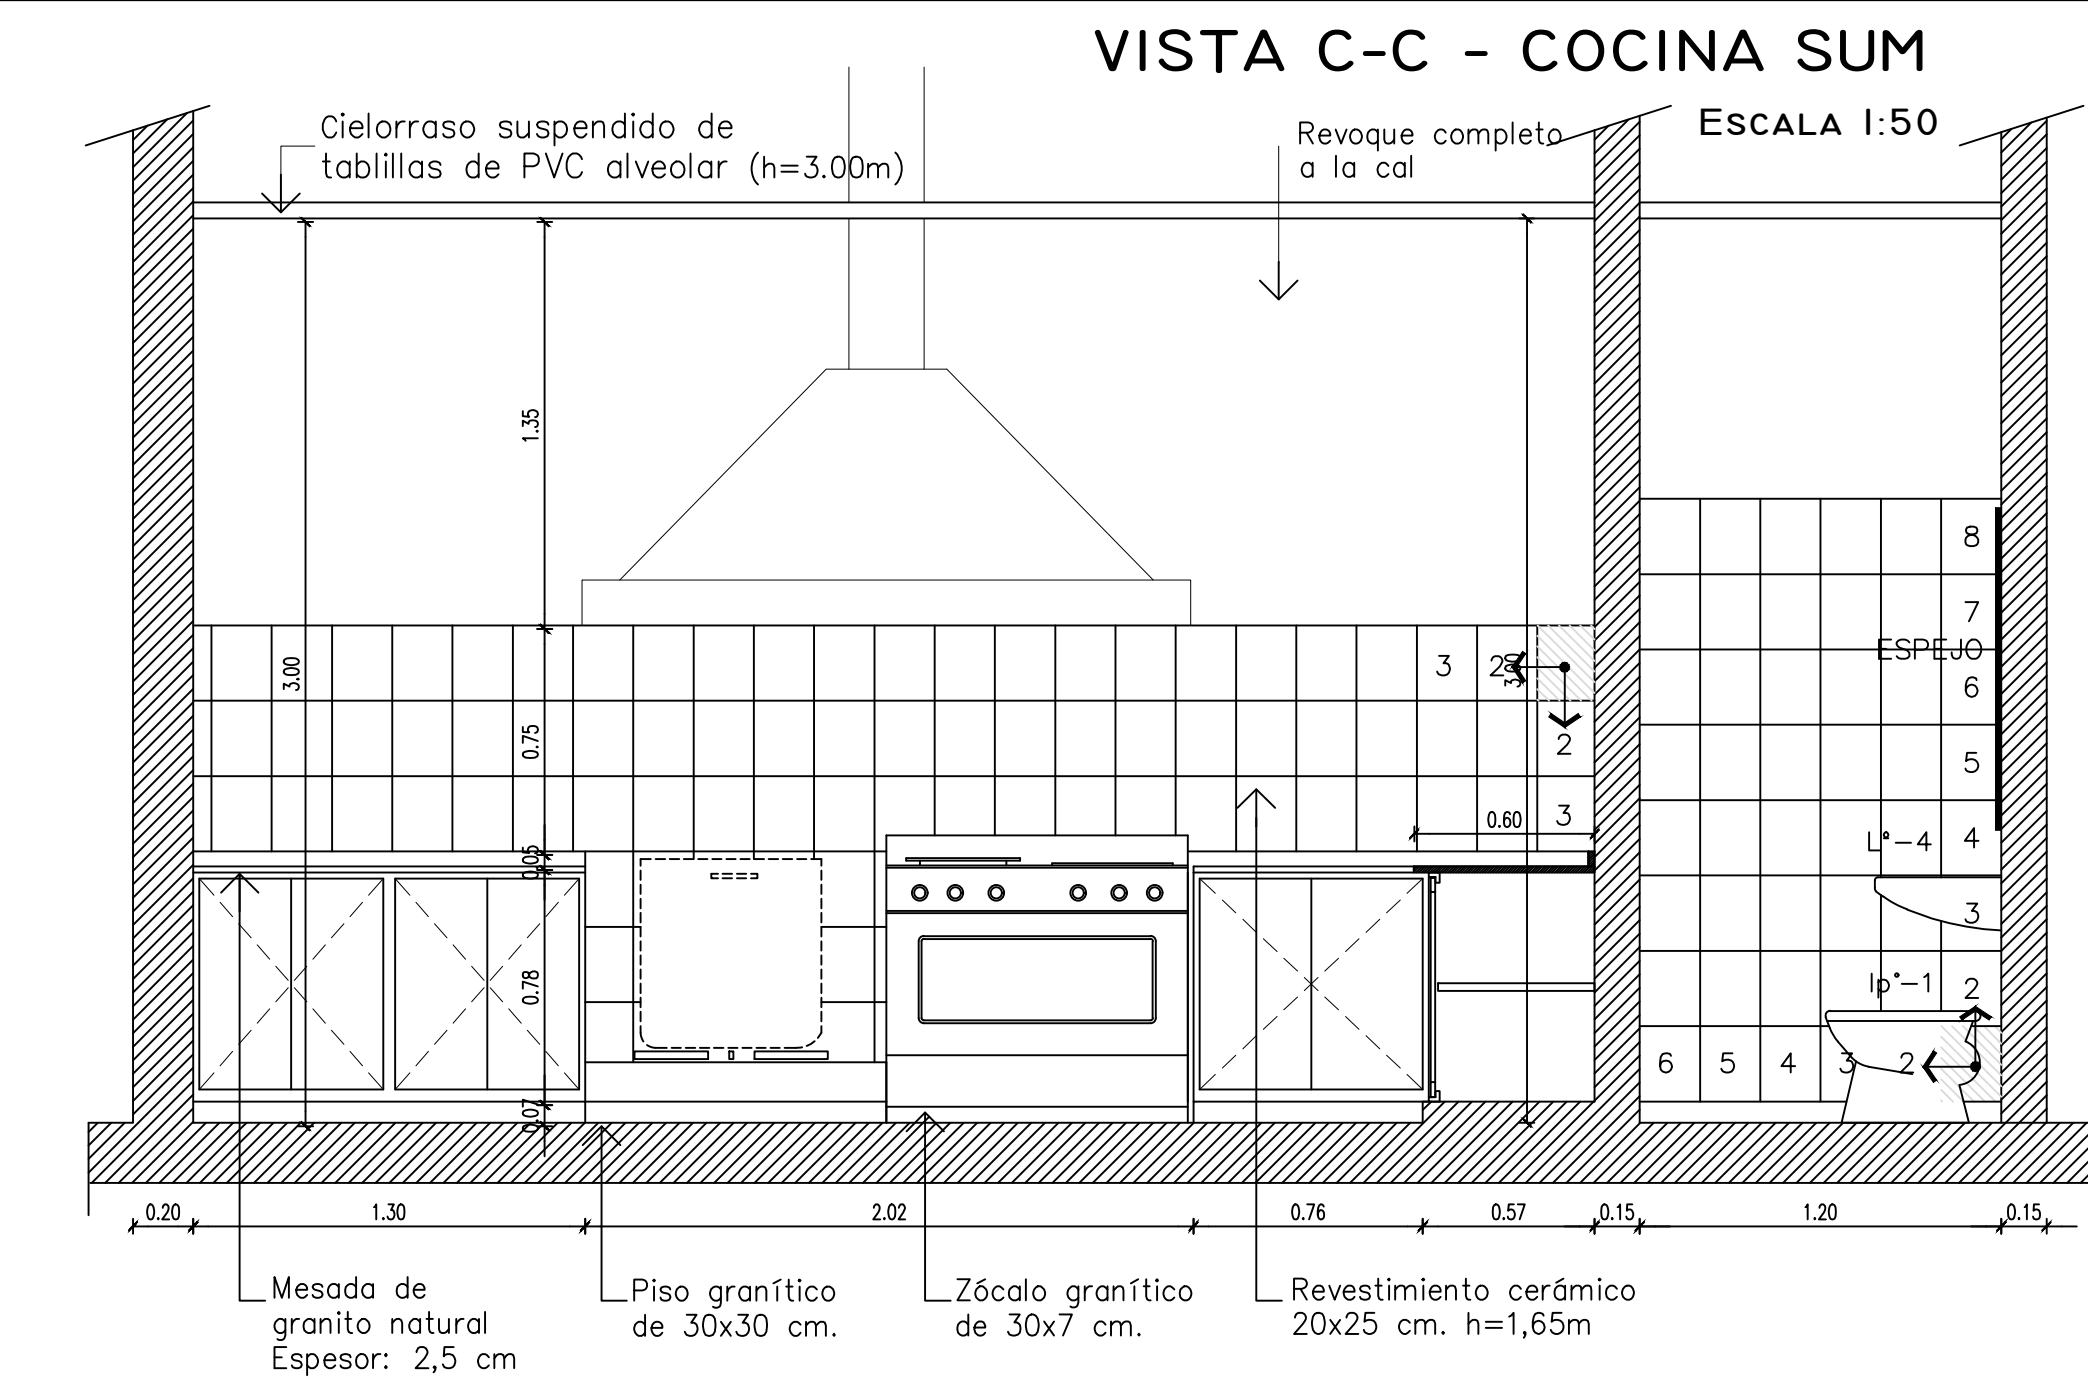 VISTA C-C - COCINA SUM
ESCALA 1:50
Cielorraso suspendido de
tablillas de PVC alveolar (h=3.00m)
Revoque completo
a la cal
1.35
3.00
0.75
0.05
0.78
0.07
3 2
3.00
2
3
0.60
8
7
ESPEJO
6
5
L°-4 4
3
Ip°-1 2
6 5 4 3 2
0.20 1.30 2.02 0.76 0.57 0.15 1.20 0.15
Mesada de
granito natural
Espesor: 2,5 cm
Piso granítico
de 30x30 cm.
Zócalo granítico
de 30x7 cm.
Revestimiento cerámico
20x25 cm. h=1,65m